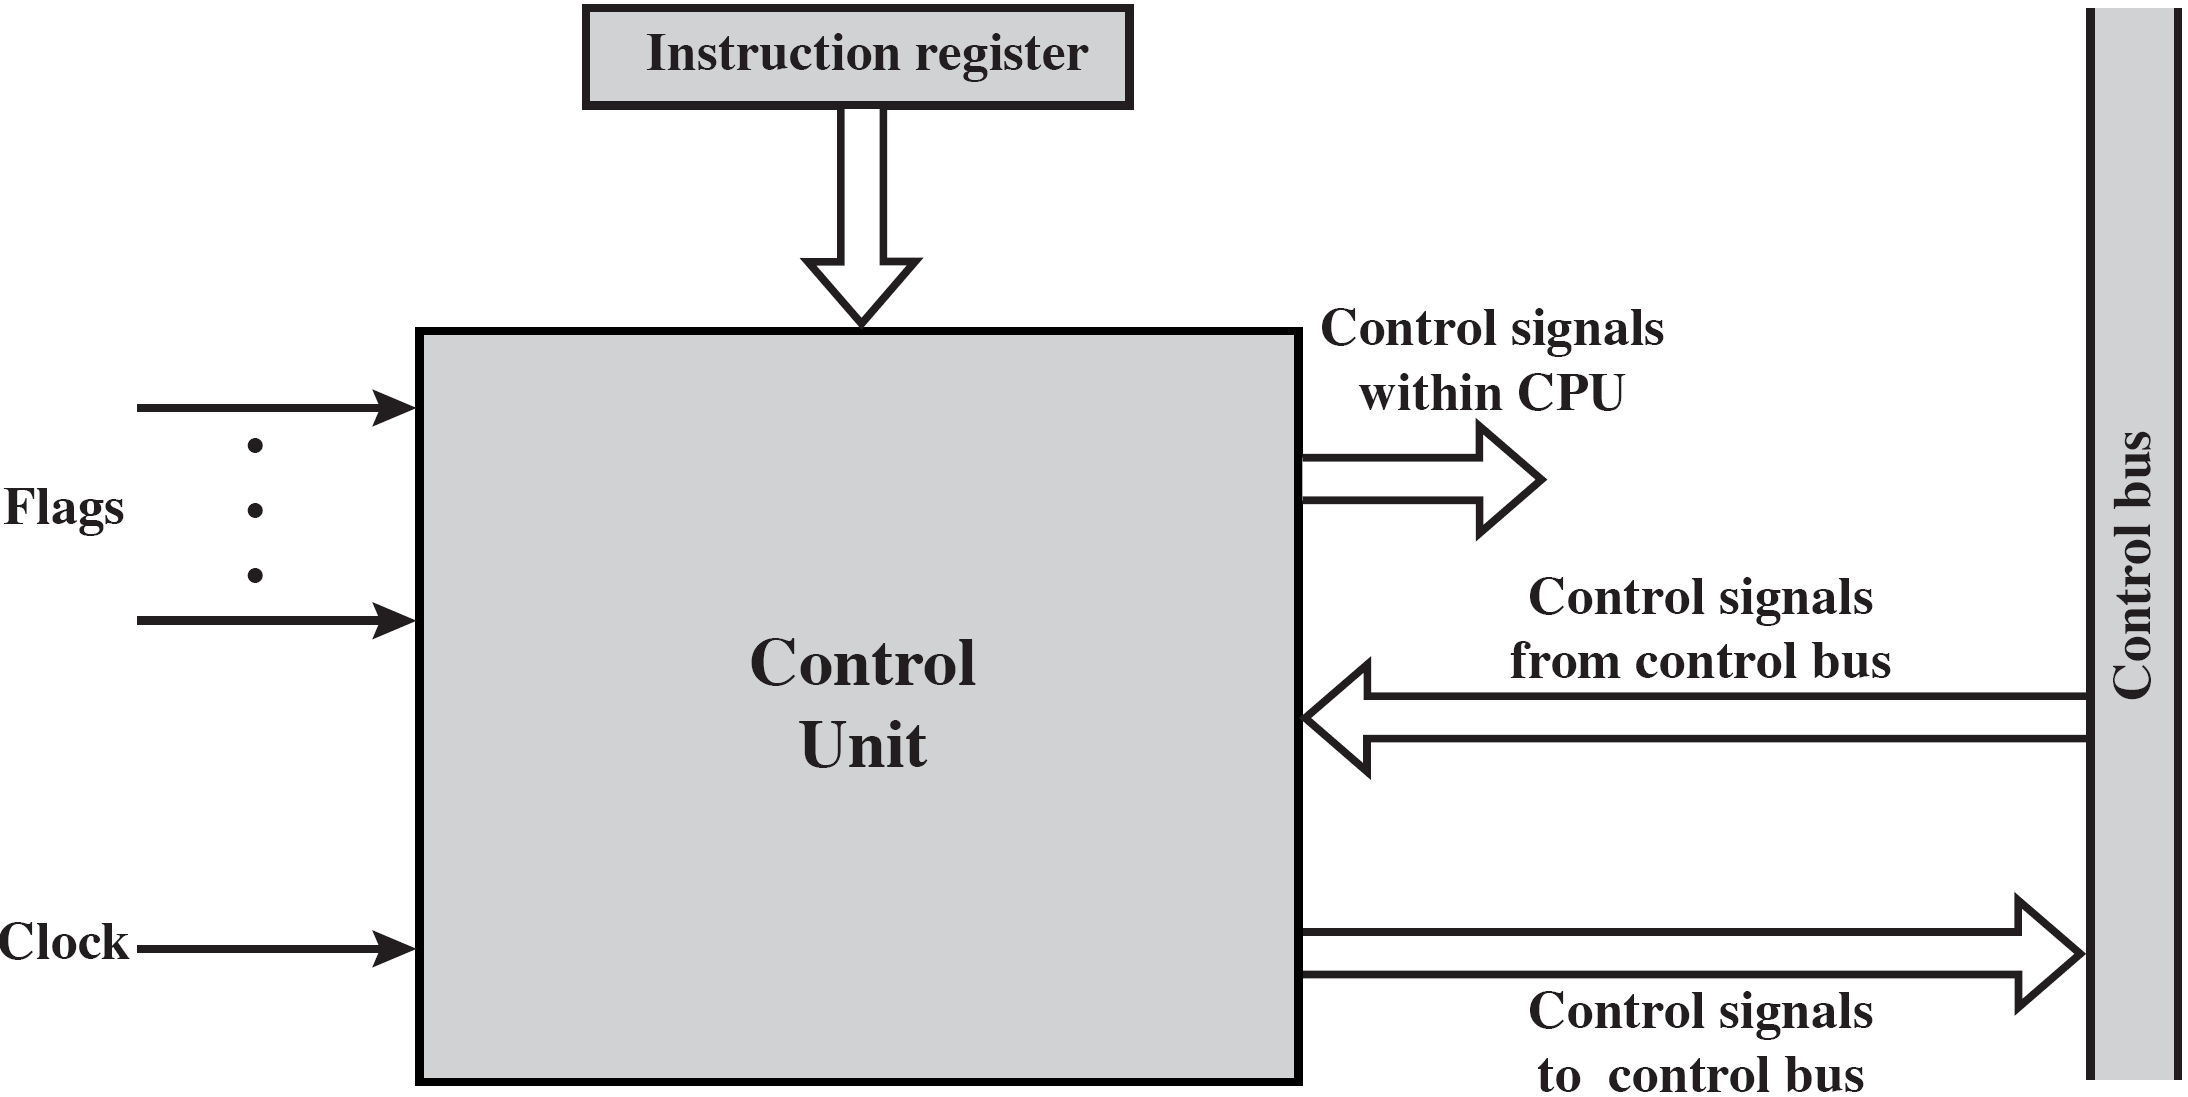 Instruction register
Control signals
within CPU
Flags
Control signals
from control bus
Control
Unit
Clock
Control signals
to control bus
Control bus